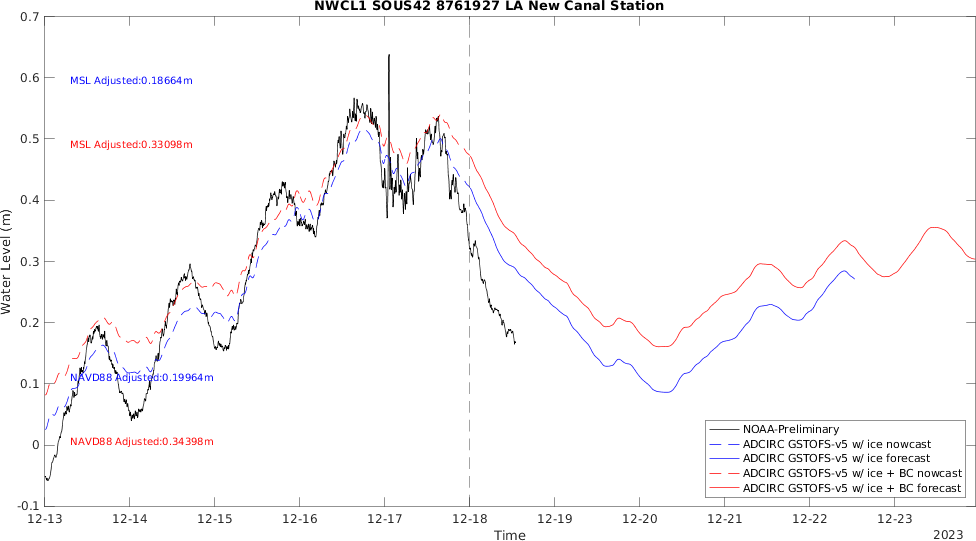 NWCL1 SOUS42 8761927 LA New Canal Station
Water Level (m)
0.7
0.6
0.5
0.4
0.3
0.2
0.1
0
-0.1
MSL Adjusted:0.18664m
MSL Adjusted:0.33098m
NAVD88 Adjusted:0.19964m
NAVD88 Adjusted:0.34398m
NOAA-Preliminary
ADCIRC GSTOFS-v5 w/ ice nowcast
ADCIRC GSTOFS-v5 w/ ice forecast
ADCIRC GSTOFS-v5 w/ ice + BC nowcast
ADCIRC GSTOFS-v5 w/ ice + BC forecast
12-13 12-14 12-15 12-16 12-17 12-18 12-19 12-20 12-21 12-22 12-23
Time
2023